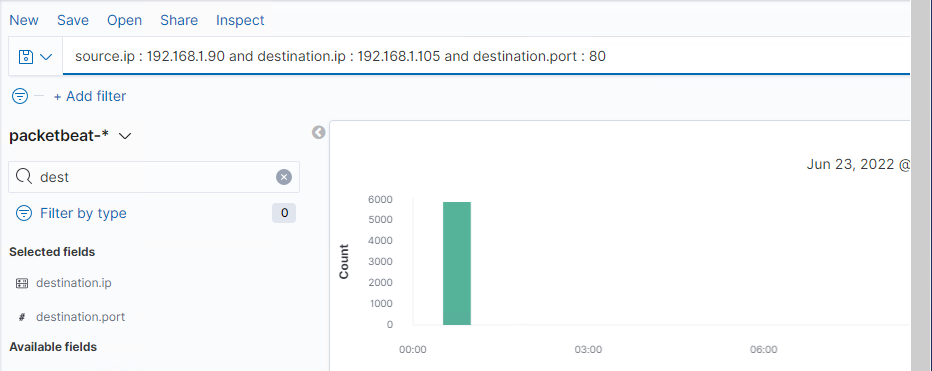 New Save Open Share Inspect
source.ip : 192.168.1.90 and destination.ip : 192.168.1.105 and destination.port : 80
+ Add filter
packetbeat-*
dest
Filter by type 0
Selected fields
destination.ip
# destination.port
Available fields
Jun 23, 2022 @
Count
6000
5000
4000
3000
2000
1000
0
00:00 03:00 06:00